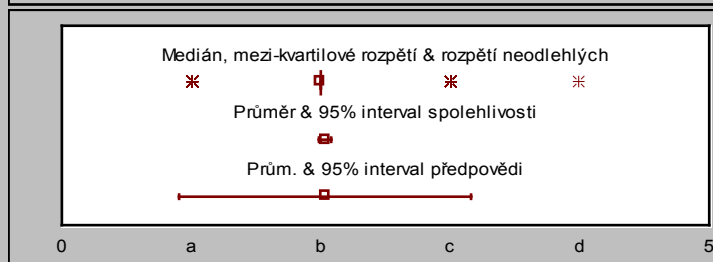 Medián, mezi-kvartilové rozpětí & rozpětí neodlehlých
Průměr & 95% interval spolehlivosti
Prům. & 95% interval předpovědi
0 a b c d 5